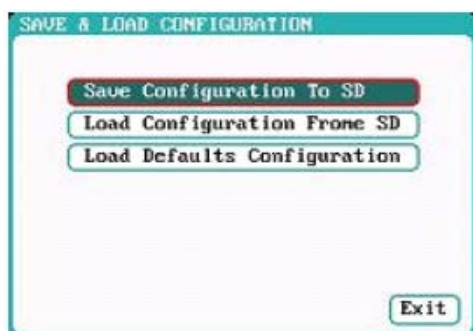 SAVE & LOAD CONFIGURATION
Save Configuration To SD
Load Configuration Frome SD
Load Defaults Configuration
Exit